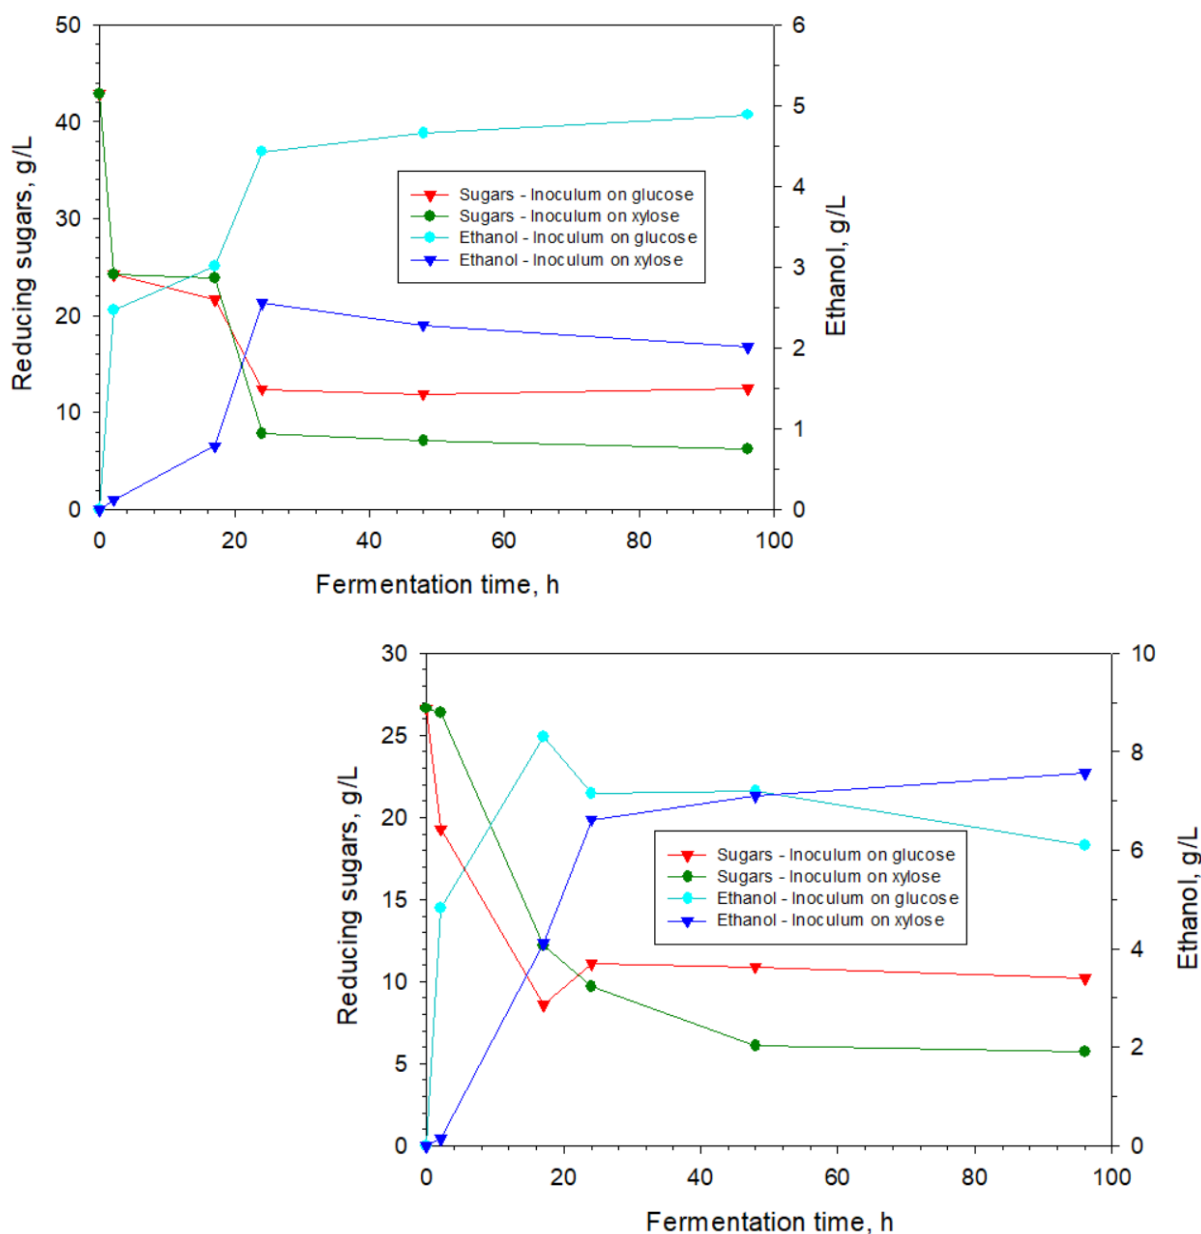 50
40
30
20
10
0
Reducing sugars, g/L
6
5
4
3
2
1
0
Ethanol, g/L
Sugars - Inoculum on glucose
Sugars - Inoculum on xylose
Ethanol - Inoculum on glucose
Ethanol - Inoculum on xylose
0 20 40 60 80 100
Fermentation time, h
30
25
20
15
10
5
0
Reducing sugars, g/L
10
8
6
4
2
0
Ethanol, g/L
Sugars - Inoculum on glucose
Sugars - Inoculum on xylose
Ethanol - Inoculum on glucose
Ethanol - Inoculum on xylose
0 20 40 60 80 100
Fermentation time, h